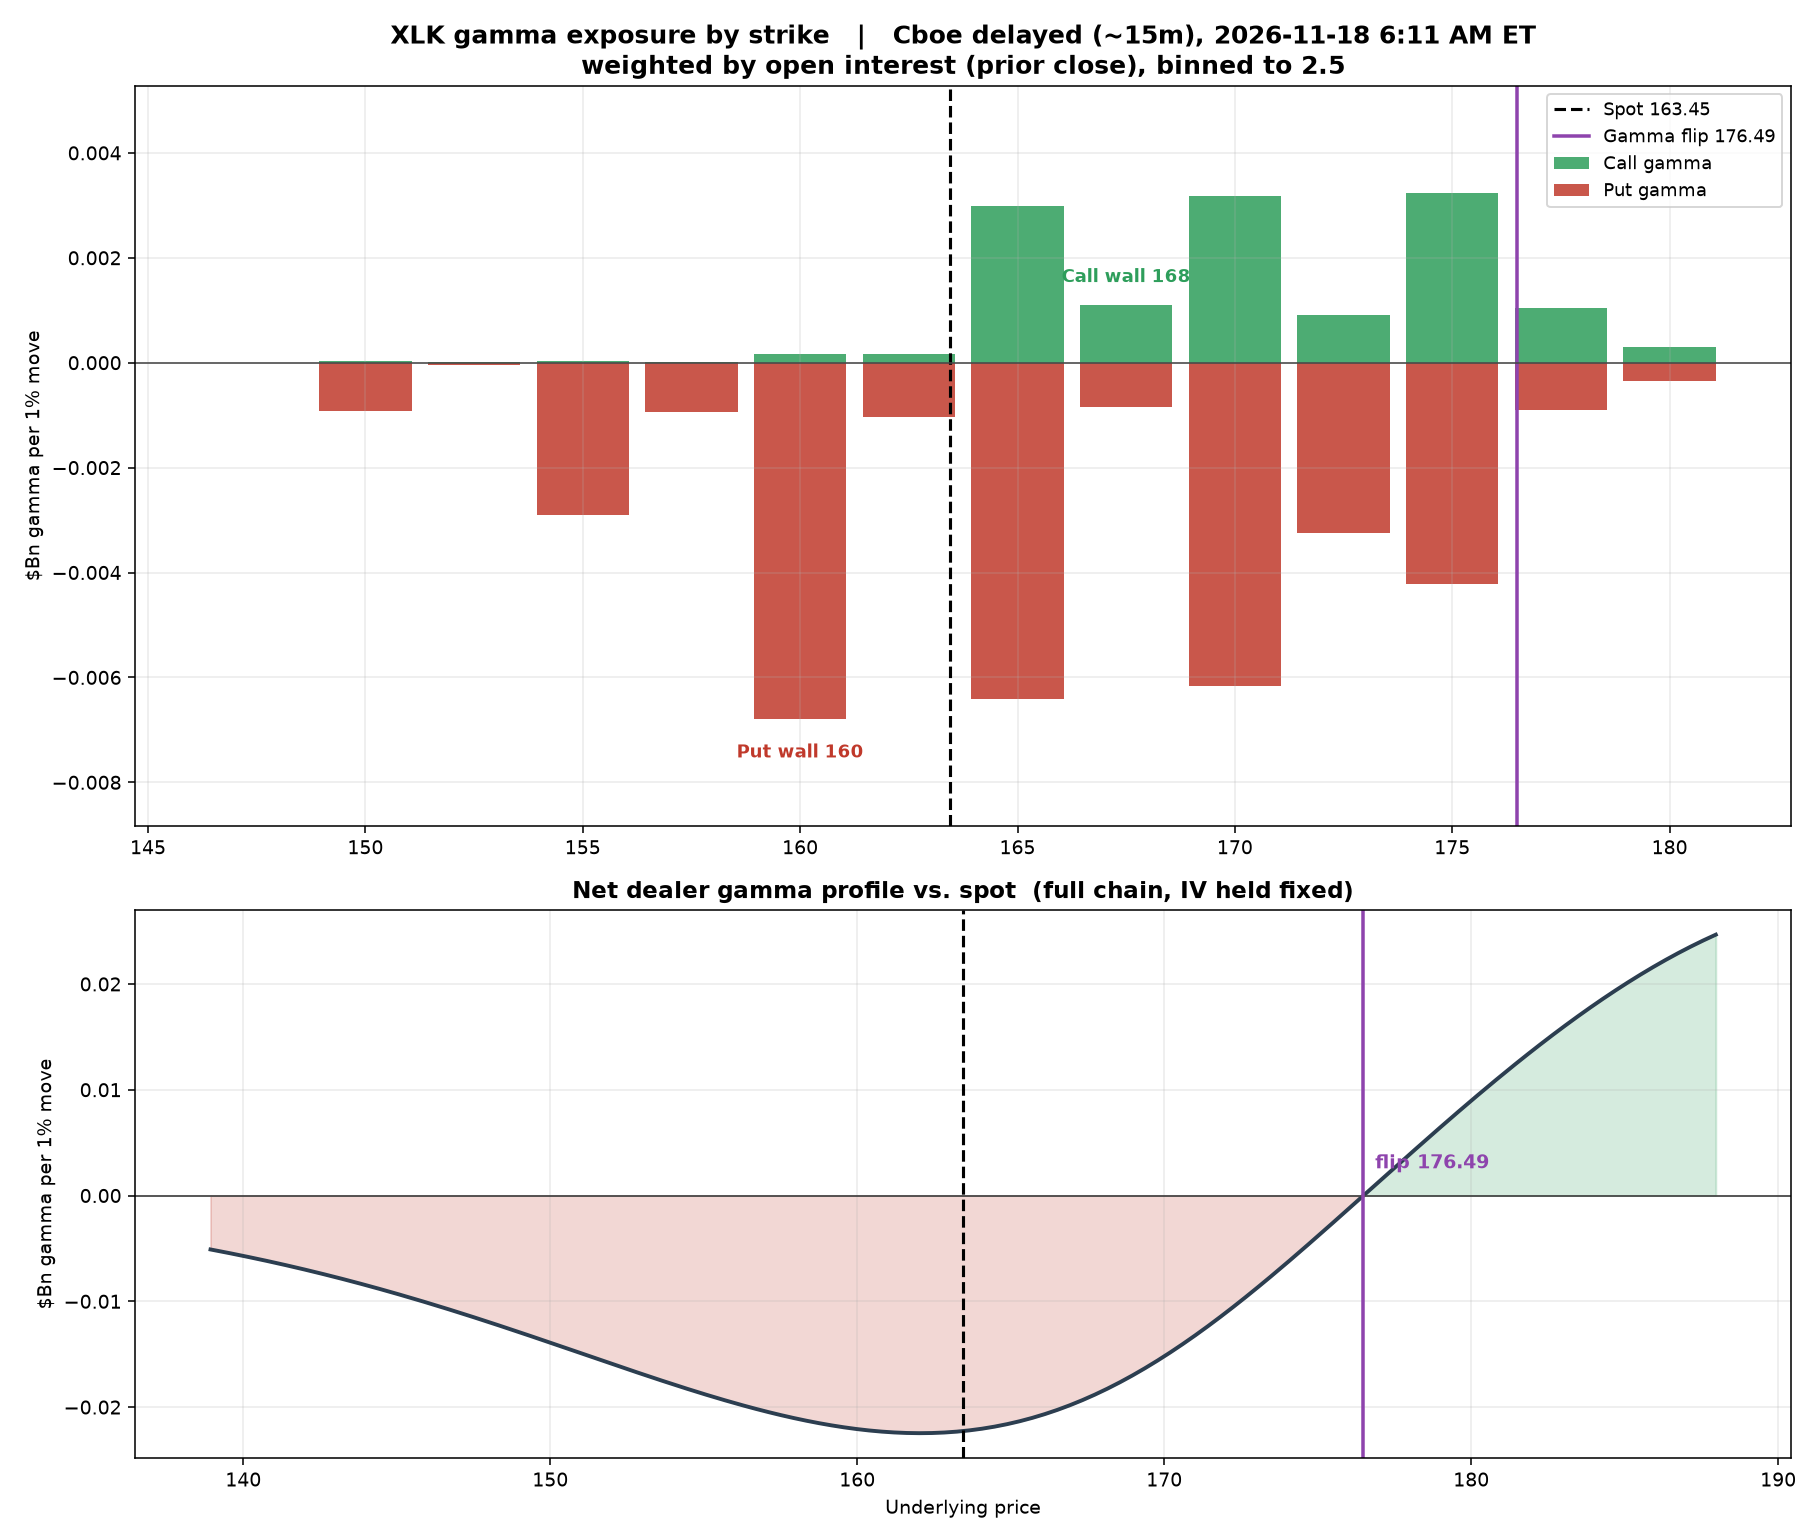 XLK gamma exposure by strike | Cboe delayed (~15m), 2026-11-18 6:11 AM ET
weighted by open interest (prior close), binned to 2.5
Spot 163.45
Gamma flip 176.49
Call gamma
Put gamma
$Bn gamma per 1% move
0.004
0.002
0.000
−0.002
−0.004
−0.006
−0.008
Call wall 168
Put wall 160
145 150 155 160 165 170 175 180
Net dealer gamma profile vs. spot (full chain, IV held fixed)
$Bn gamma per 1% move
0.02
0.01
0.00
−0.01
−0.02
flip 176.49
140 150 160 170 180 190
Underlying price